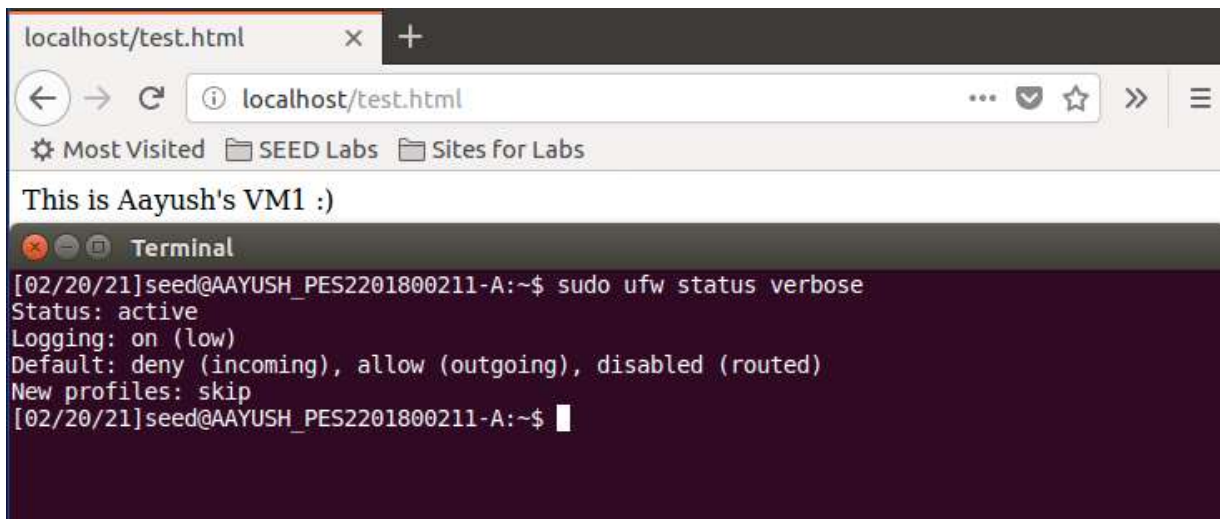 localhost/test.html
localhost/test.html
Most Visited SEED Labs Sites for Labs
This is Aayush's VM1 :)
Terminal
[02/20/21]seed@AAYUSH_PES2201800211-A:~$ sudo ufw status verbose
Status: active
Logging: on (low)
Default: deny (incoming), allow (outgoing), disabled (routed)
New profiles: skip
[02/20/21]seed@AAYUSH_PES2201800211-A:~$